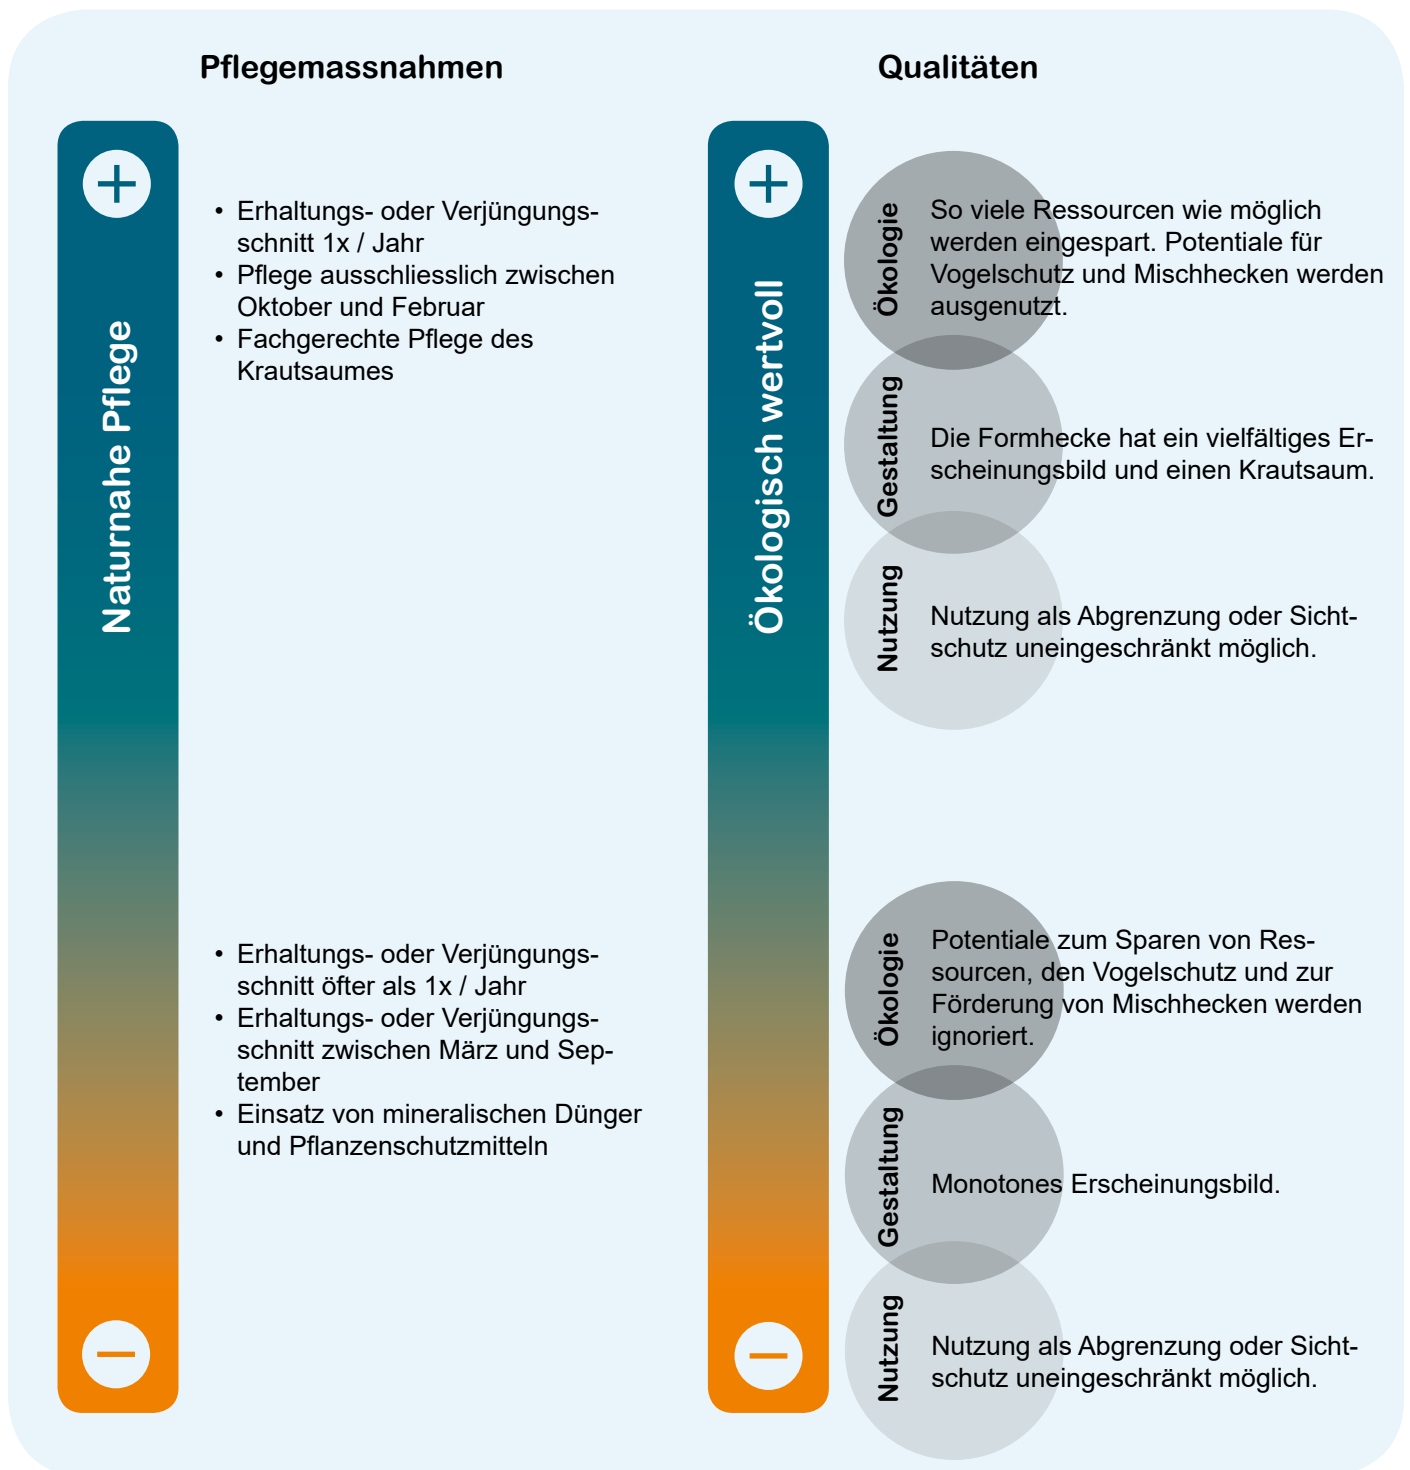 Pflegemassnahmen
Naturnahe Pflege
• Erhaltungs- oder Verjüngungs-
schnitt 1x / Jahr
• Pflege ausschliesslich zwischen
Oktober und Februar
• Fachgerechte Pflege des
Krautsaumes
• Erhaltungs- oder Verjüngungs-
schnitt öfter als 1x / Jahr
• Erhaltungs- oder Verjüngungs-
schnitt zwischen März und Sep-
tember
• Einsatz von mineralischen Dünger
und Pflanzenschutzmitteln
Qualitäten
Ökologisch wertvoll
Ökologie
So viele Ressourcen wie möglich
werden eingespart. Potentiale für
Vogelschutz und Mischhecken werden
ausgenutzt.
Gestaltung
Die Formhecke hat ein vielfältiges Er-
scheinungsbild und einen Krautsaum.
Nutzung
Nutzung als Abgrenzung oder Sicht-
schutz uneingeschränkt möglich.
Ökologie
Potentiale zum Sparen von Res-
sourcen, den Vogelschutz und zur
Förderung von Mischhecken werden
ignoriert.
Gestaltung
Monotones Erscheinungsbild.
Nutzung
Nutzung als Abgrenzung oder Sicht-
schutz uneingeschränkt möglich.